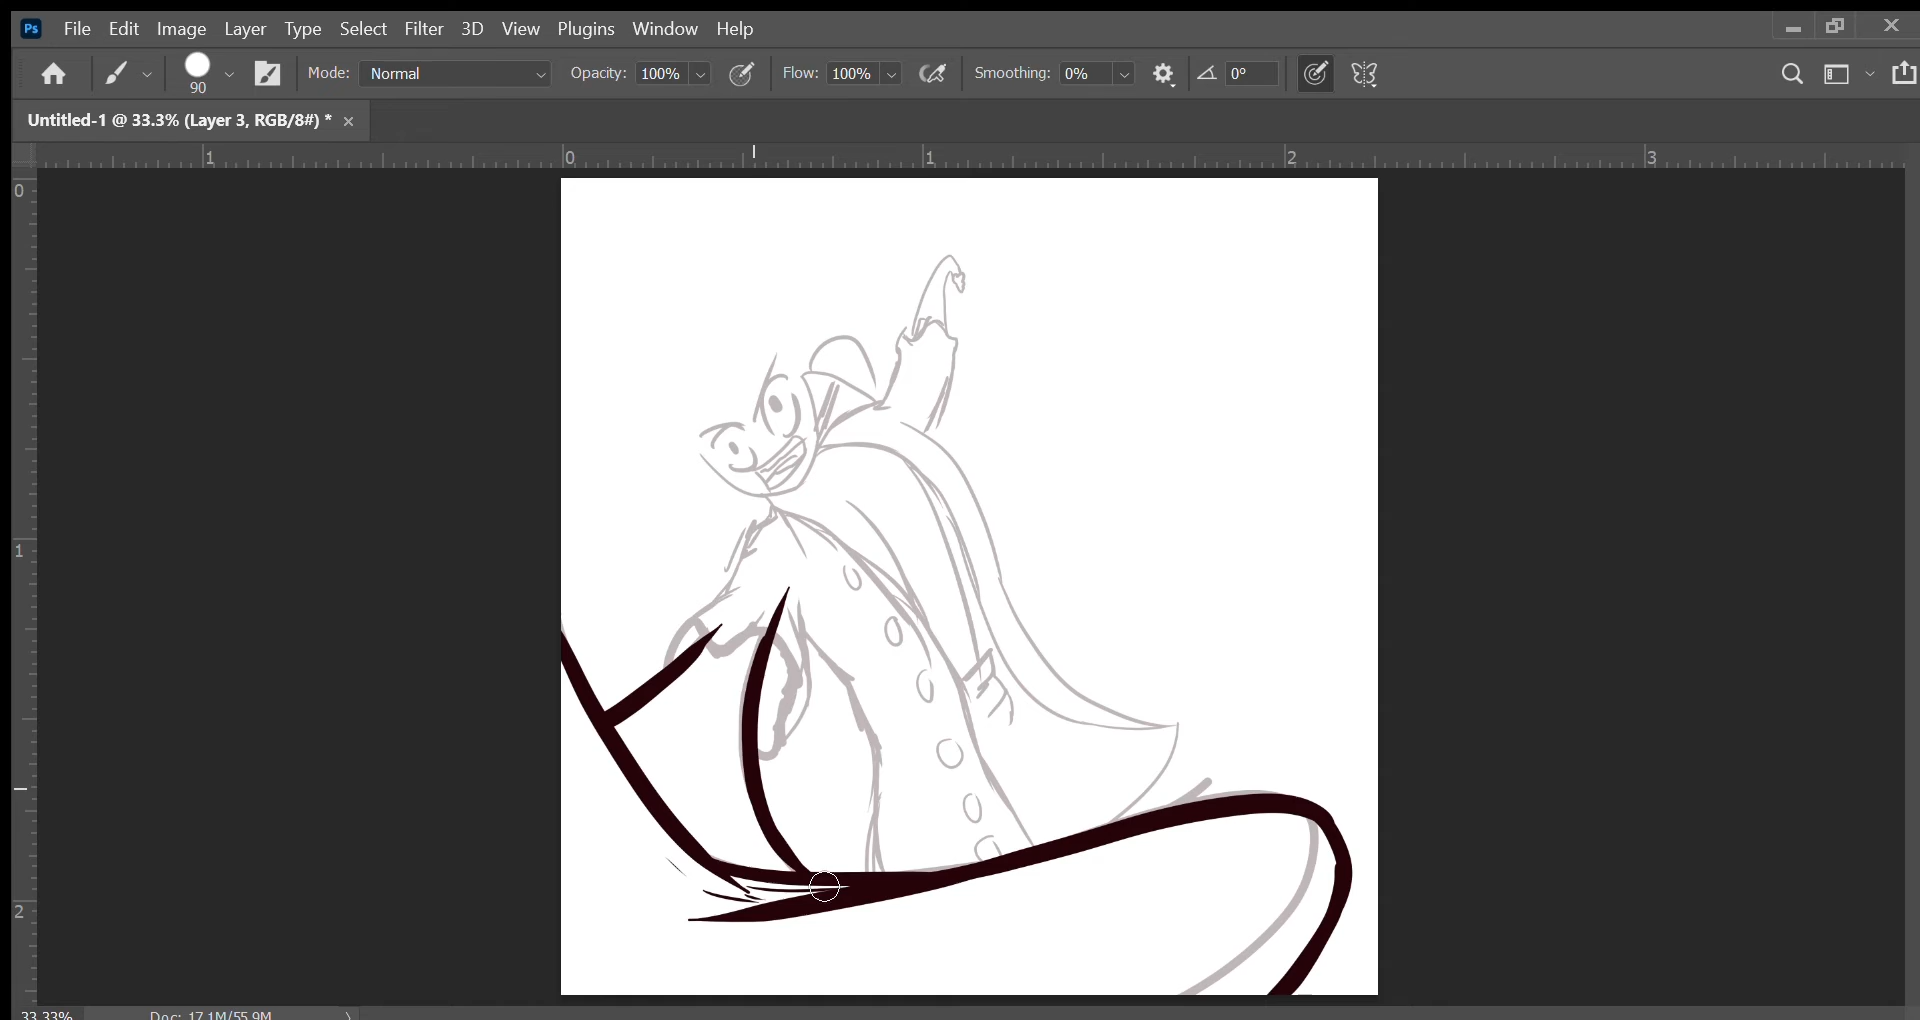 Ps File Edit Image Layer Type Select Filter 3D View Plugins Window Help
90 Mode: Normal Opacity: 100% Flow: 100% Smoothing: 0% 0°
Untitled-1 @ 33.3% (Layer 3, RGB/8#) * ×
1 0 1 2 3
0
1
2
33.33% Doc: 17.1M/55.9M